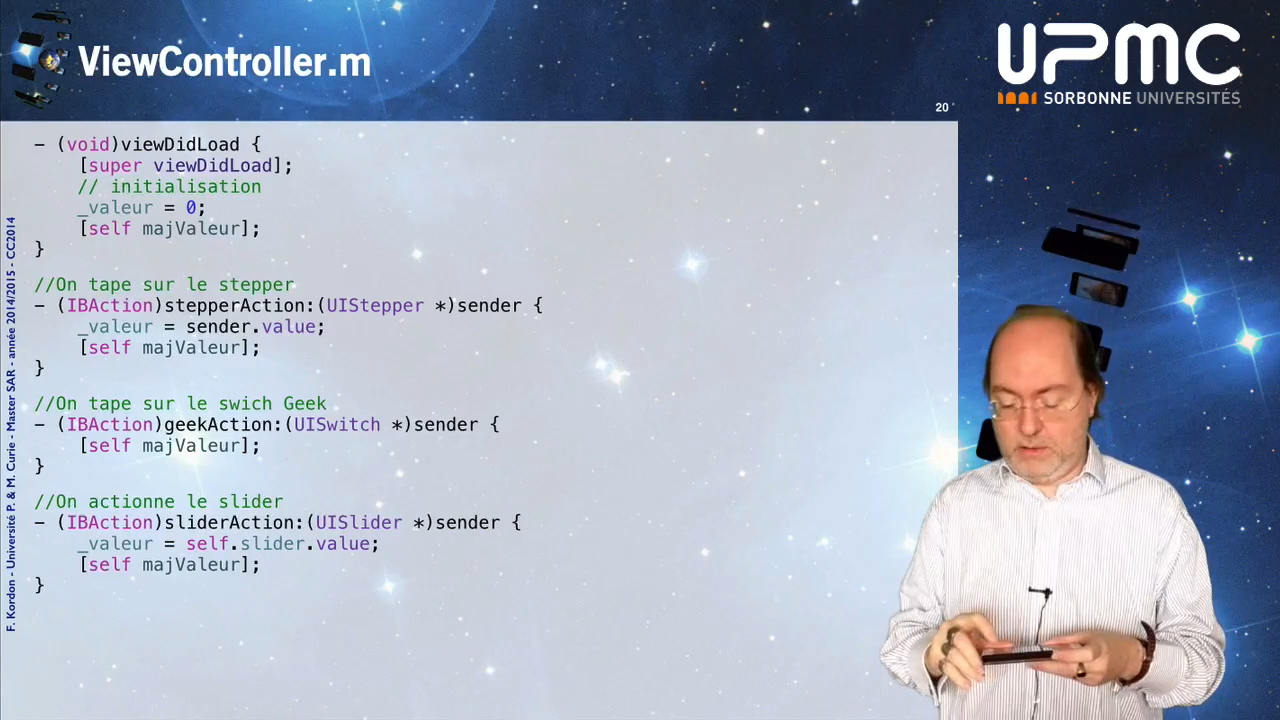 ViewController.m
UPMC
SORBONNE UNIVERSITÉS
20
- (void)viewDidLoad {
[super viewDidLoad];
// initialisation
_valeur = 0;
[self majValeur];
}
//On tape sur le stepper
- (IBAction)stepperAction:(UIStepper *)sender {
_valeur = sender.value;
[self majValeur];
}
//On tape sur le swich Geek
- (IBAction)geekAction:(UISwitch *)sender {
[self majValeur];
}
//On actionne le slider
- (IBAction)sliderAction:(UISlider *)sender {
_valeur = self.slider.value;
[self majValeur];
}
F. Kordon - Université P. & M. Curie - Master SAR - année 2014/2015 - CC2014